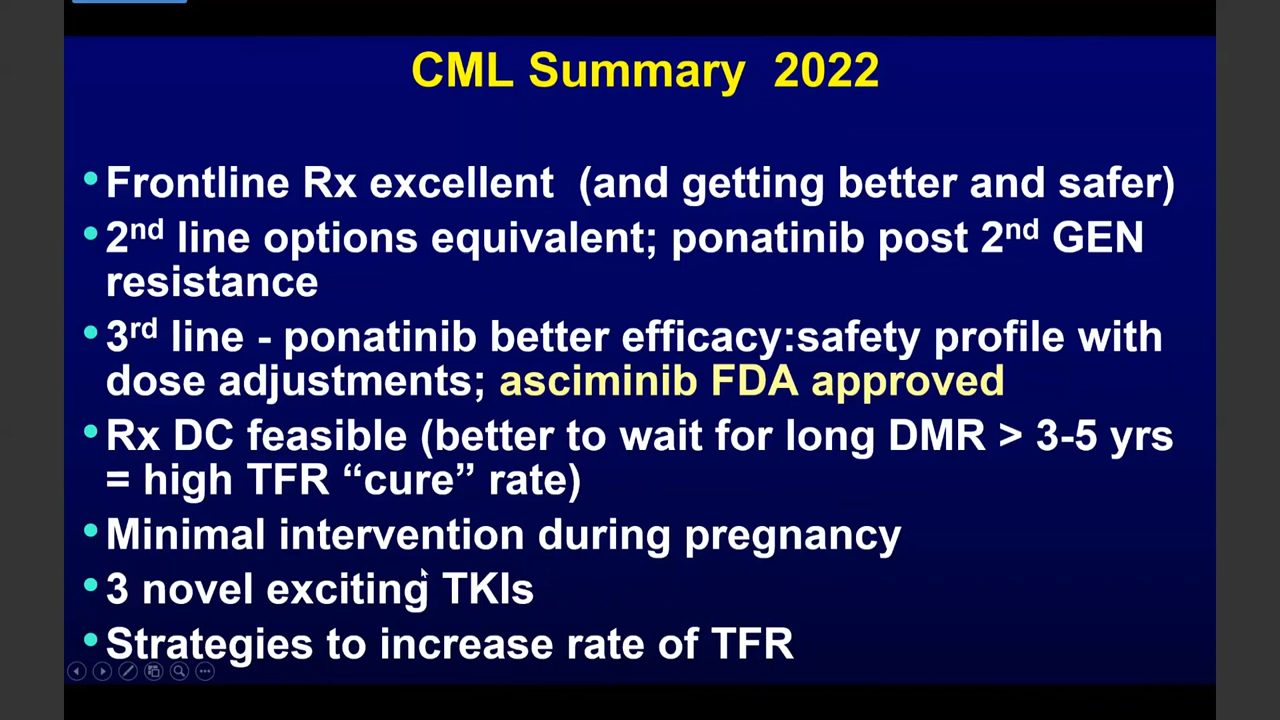 CML Summary 2022
•Frontline Rx excellent (and getting better and safer)
•2nd line options equivalent; ponatinib post 2nd GEN
resistance
•3rd line - ponatinib better efficacy:safety profile with
dose adjustments; asciminib FDA approved
•Rx DC feasible (better to wait for long DMR > 3-5 yrs
= high TFR “cure” rate)
•Minimal intervention during pregnancy
•3 novel exciting TKIs
•Strategies to increase rate of TFR